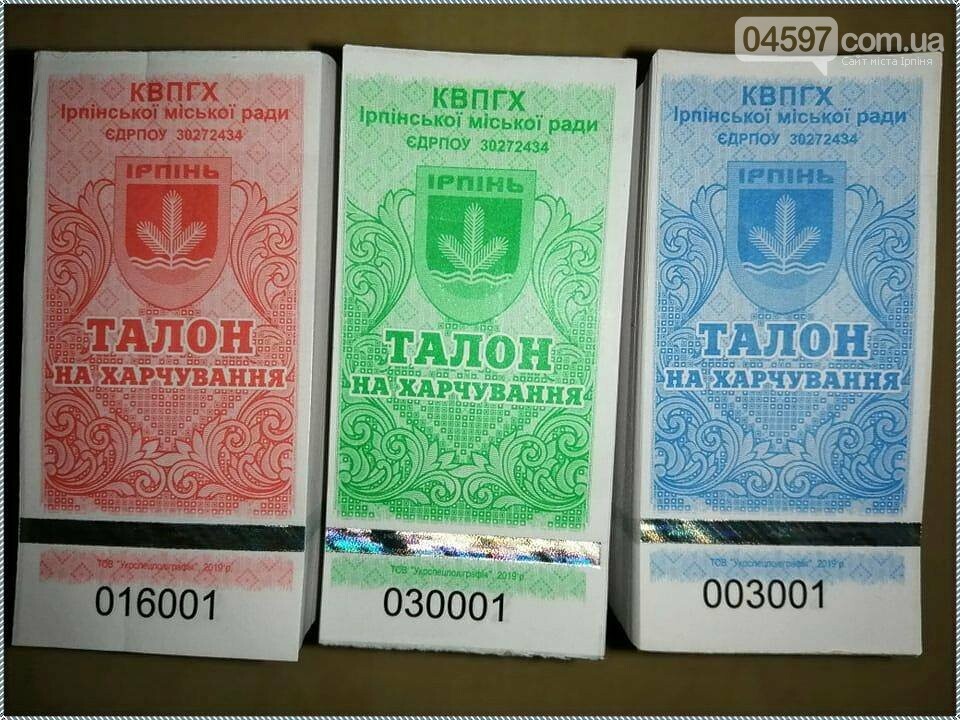 04597.com.ua
Сайт міста Ірпіня
КВПГХ
Ірпінської міської ради
ЄДРПОУ 30272434
ІРПІНЬ
ТАЛОН
НА ХАРЧУВАННЯ
ТОВ "Укрспецполіграфія", 2019 р.
016001
КВПГХ
Ірпінської міської ради
ЄДРПОУ 30272434
ІРПІНЬ
ТАЛОН
НА ХАРЧУВАННЯ
ТОВ "Укрспецполіграфія", 2019 р.
030001
КВПГХ
Ірпінської міської ради
ЄДРПОУ 30272434
ІРПІНЬ
ТАЛОН
НА ХАРЧУВАННЯ
ТОВ "Укрспецполіграфія", 2019 р.
003001